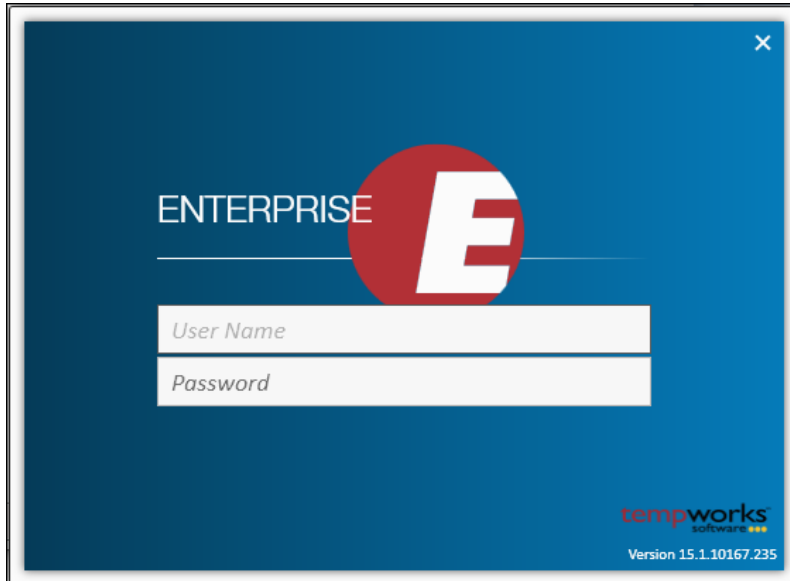 ENTERPRISE
E
User Name
Password
tempworks
software
Version 15.1.10167.235